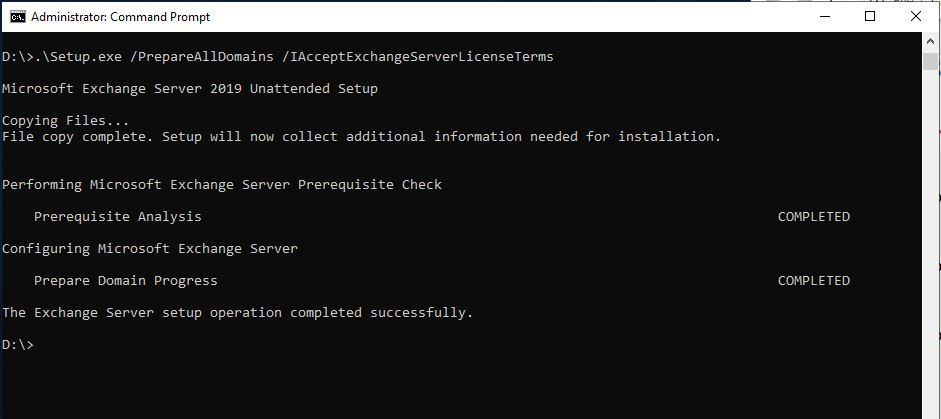 Administrator: Command Prompt
D:\>.\Setup.exe /PrepareAllDomains /IAcceptExchangeServerLicenseTerms
Microsoft Exchange Server 2019 Unattended Setup
Copying Files...
File copy complete. Setup will now collect additional information needed for installation.
Performing Microsoft Exchange Server Prerequisite Check
Prerequisite Analysis COMPLETED
Configuring Microsoft Exchange Server
Prepare Domain Progress COMPLETED
The Exchange Server setup operation completed successfully.
D:\>